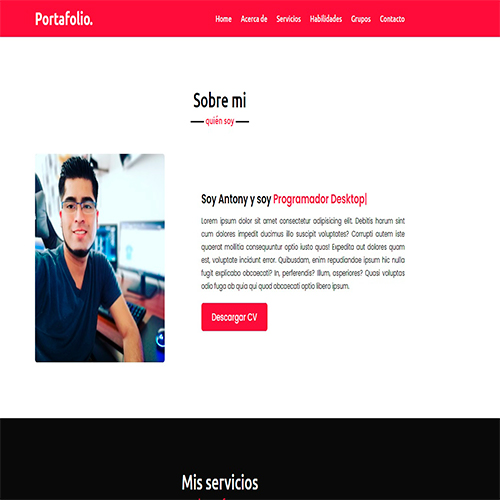 Portafolio.
Home Acerca de Servicios Habilidades Grupos Contacto
Sobre mi
quién soy
Soy Antony y soy Programador Desktop|
Lorem ipsum dolor sit amet consectetur adipisicing elit. Debitis harum sint
cum dolores impedit ducimus illo suscipit voluptates? Corrupti autem iste
quaerat mollitia consequuntur optio iusto quas! Expedita aut dolores quam
est, voluptate incidunt error. Quibusdam, enim repudiandae ipsum hic nulla
fugit explicabo obcaecati? In, perferendis? Illum, asperiores? Quasi voluptas
odio fuga ab quia qui quod obcaecati optio libero ipsum.
Descargar CV
Mis servicios